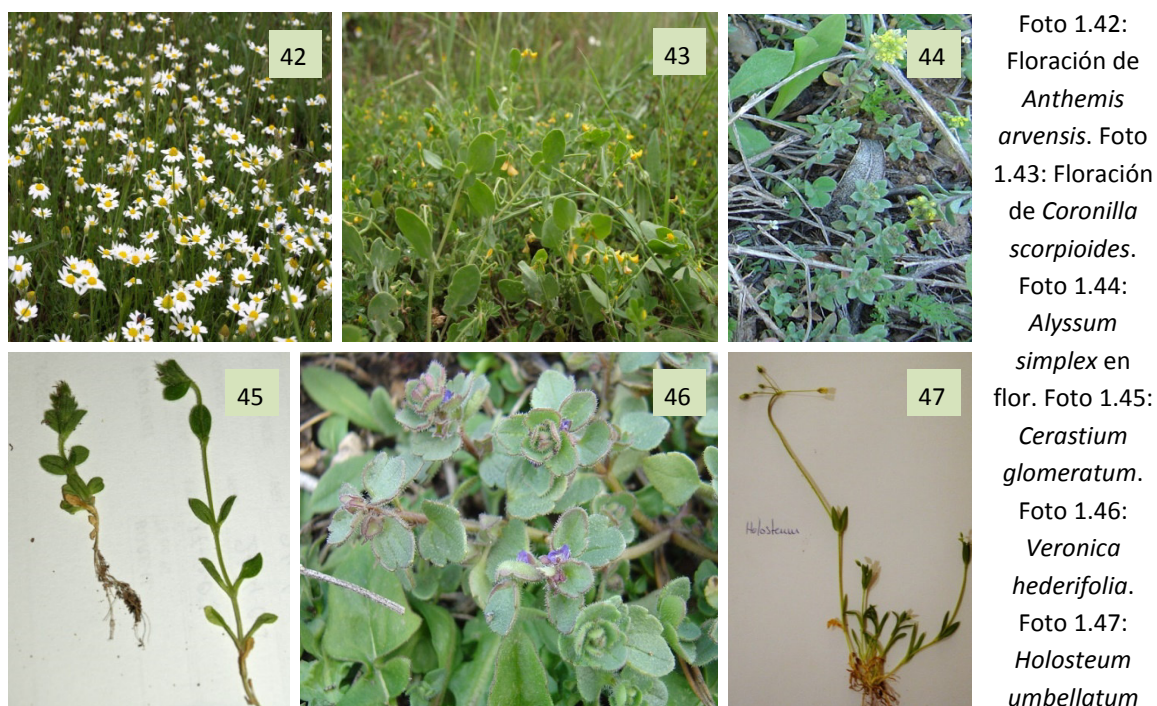 42
43
44
45
46
47
Holosteum
Foto 1.42:
Floración de
Anthemis
arvensis. Foto
1.43: Floración
de Coronilla
scorpioides.
Foto 1.44:
Alyssum
simplex en
flor. Foto 1.45:
Cerastium
glomeratum.
Foto 1.46:
Veronica
hederifolia.
Foto 1.47:
Holosteum
umbellatum